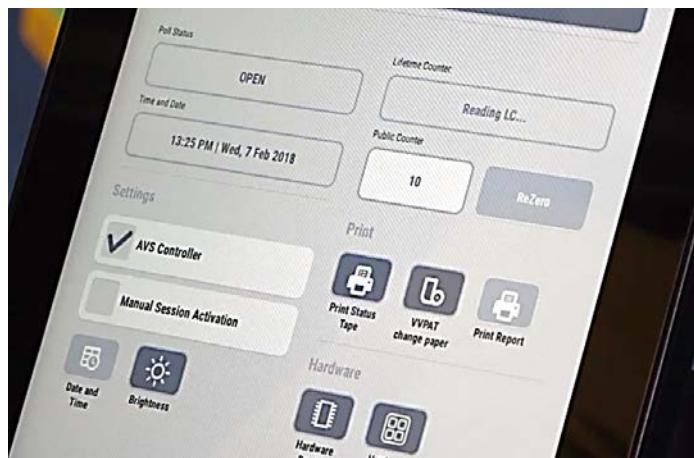 Poll Status
OPEN
Lifetime Counter
Reading LC...
Time and Date
13:25 PM | Wed, 7 Feb 2018
Public Counter
10
ReZero
Settings
AVS Controller
Manual Session Activation
Date and
Time
Brightness
Print
Print Status
Tape
VVPAT
change paper
Print Report
Hardware
Hardware